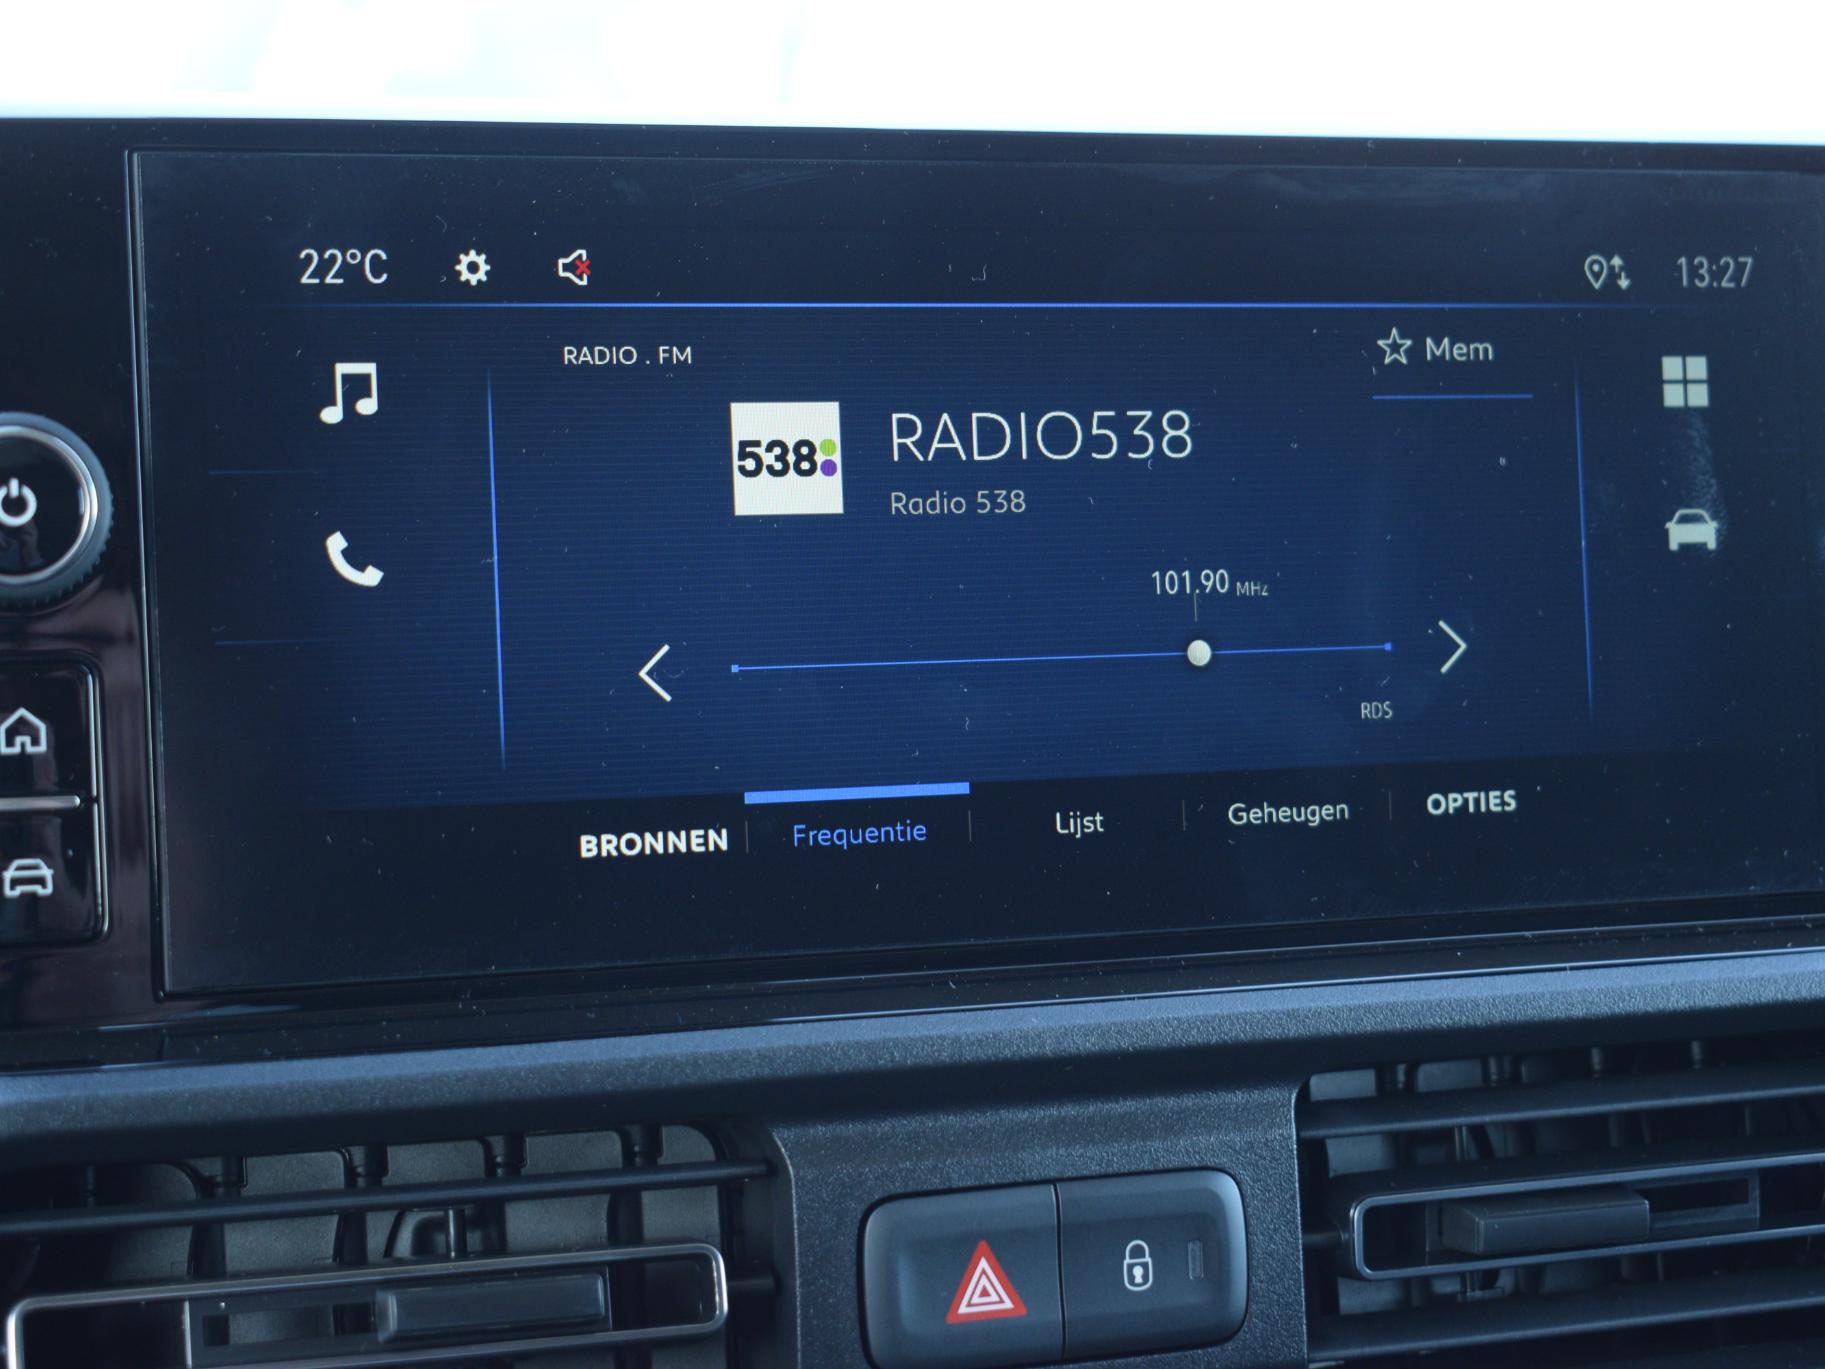 22°C
13:27
RADIO . FM
Mem
538
RADIO538
Radio 538
101.90 MHz
RDS
BRONNEN
Frequentie
Lijst
Geheugen
OPTIES